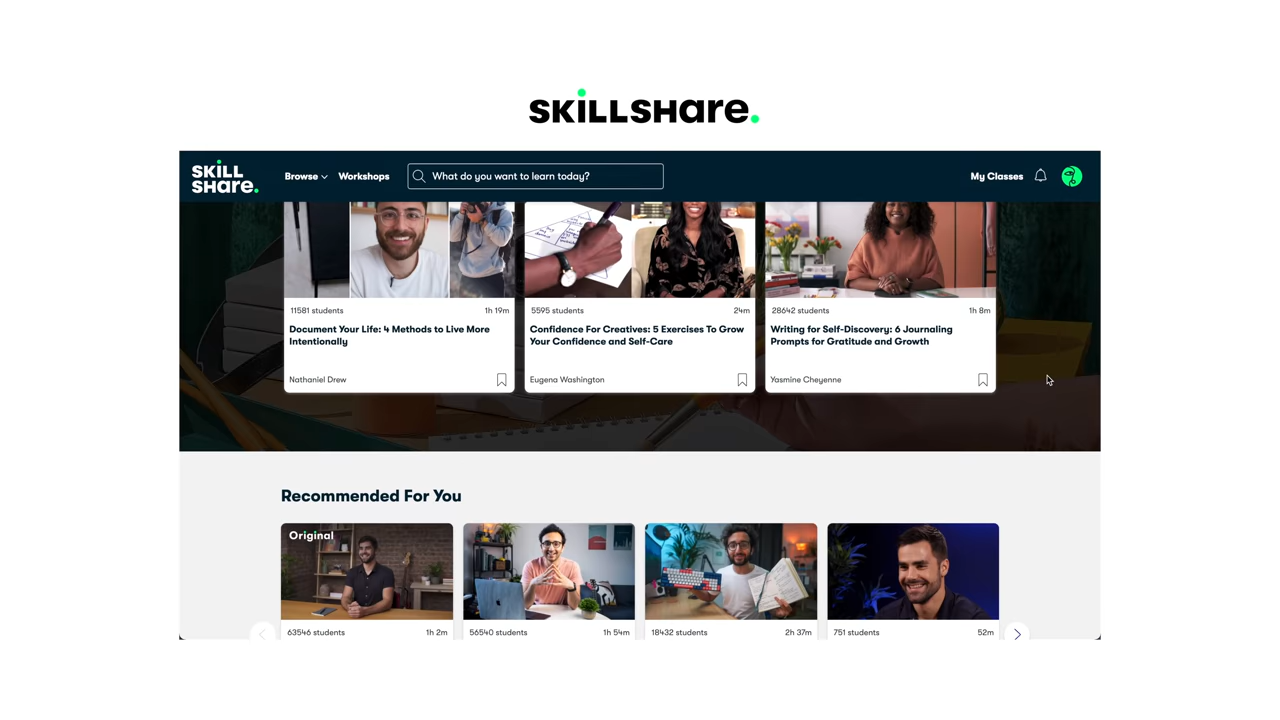 SKILLSHare.
SKILL
SHare.
Browse
Workshops
What do you want to learn today?
My Classes
11581 students
1h 19m
Document Your Life: 4 Methods to Live More
Intentionally
Nathaniel Drew
5595 students
24m
Confidence For Creatives: 5 Exercises To Grow
Your Confidence and Self-Care
Eugena Washington
28642 students
1h 8m
Writing for Self-Discovery: 6 Journaling
Prompts for Gratitude and Growth
Yasmine Cheyenne
Recommended For You
Original
63546 students
1h 2m
56540 students
1h 54m
18432 students
2h 37m
751 students
52m